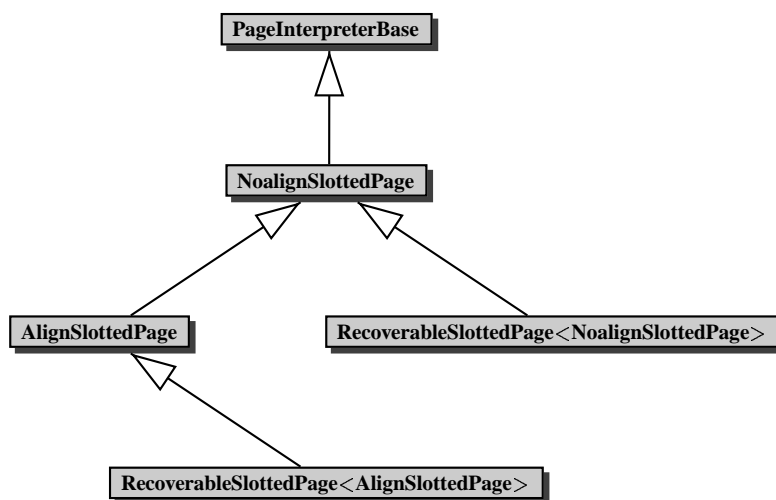 PageInterpreterBase
NoalignSlottedPage
AlignSlottedPage
RecoverableSlottedPage<NoalignSlottedPage>
RecoverableSlottedPage<AlignSlottedPage>